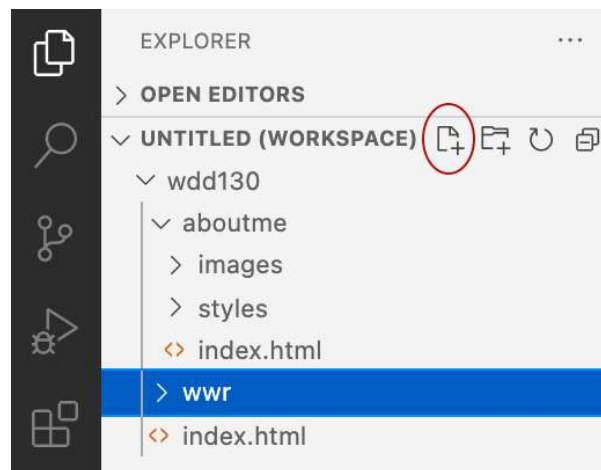 EXPLORER
OPEN EDITORS
UNTITLED (WORKSPACE)
wdd130
aboutme
images
styles
index.html
wwr
index.html